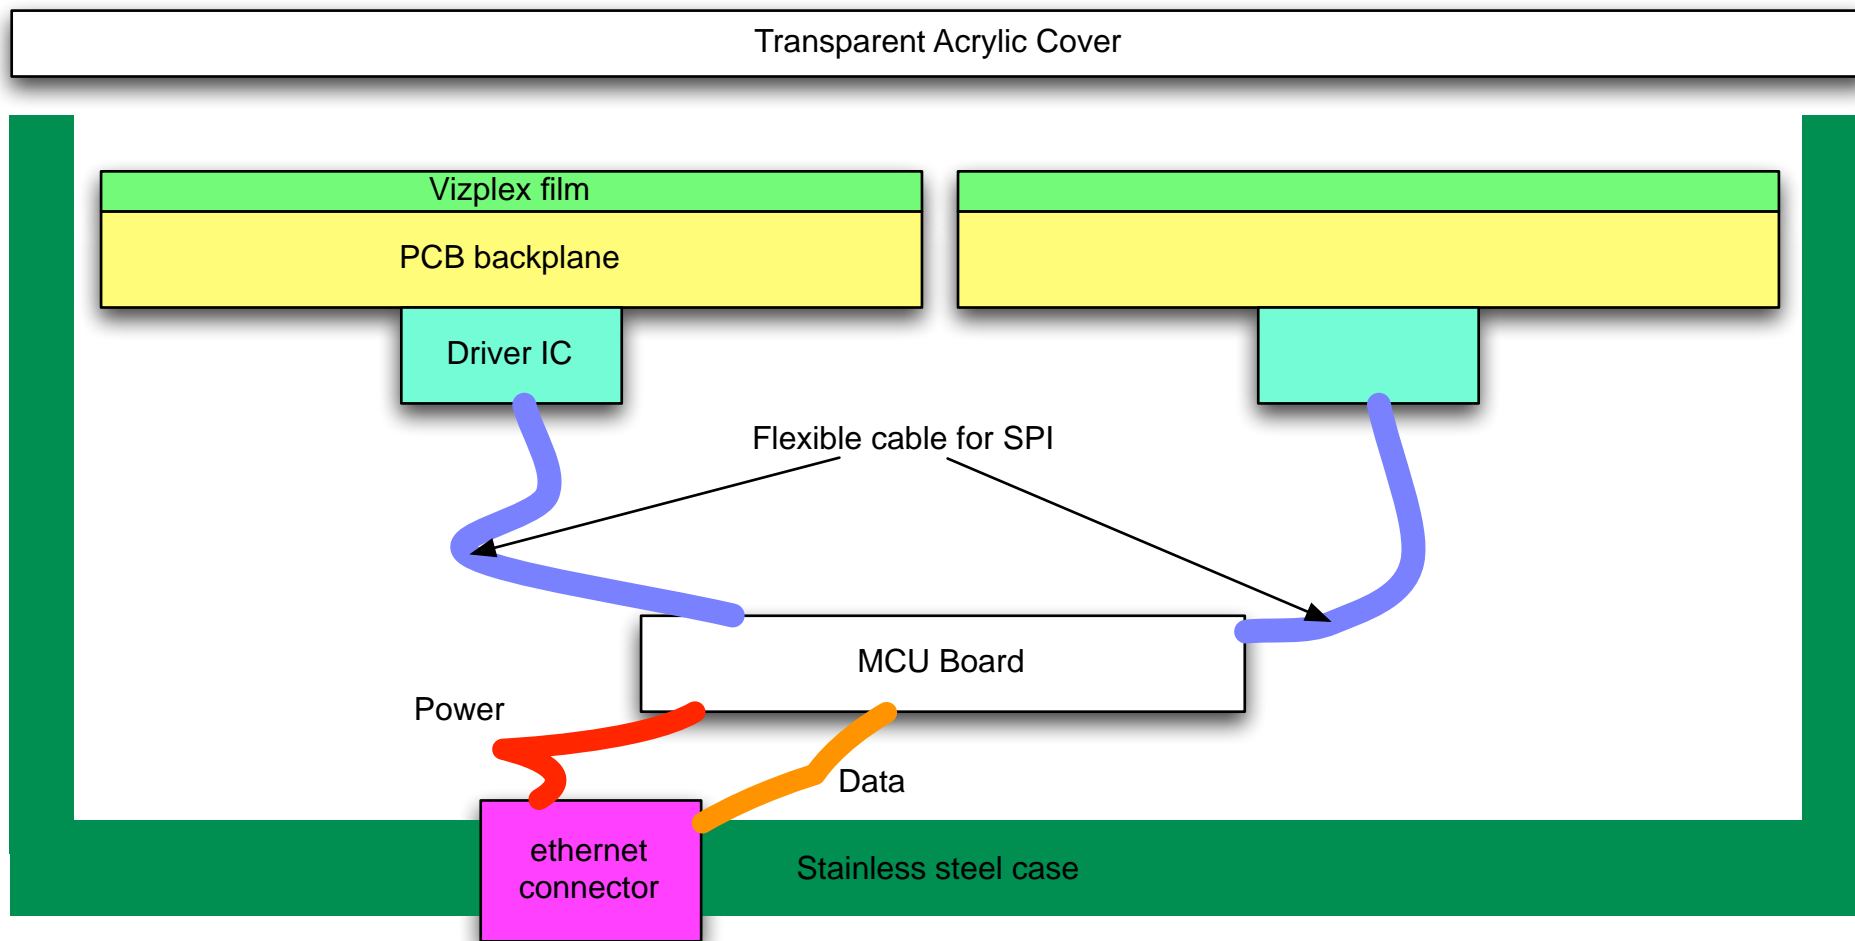 Transparent Acrylic Cover
Vizplex film
PCB backplane
Driver IC
Flexible cable for SPI
MCU Board
Power
Data
ethernet
connector
Stainless steel case